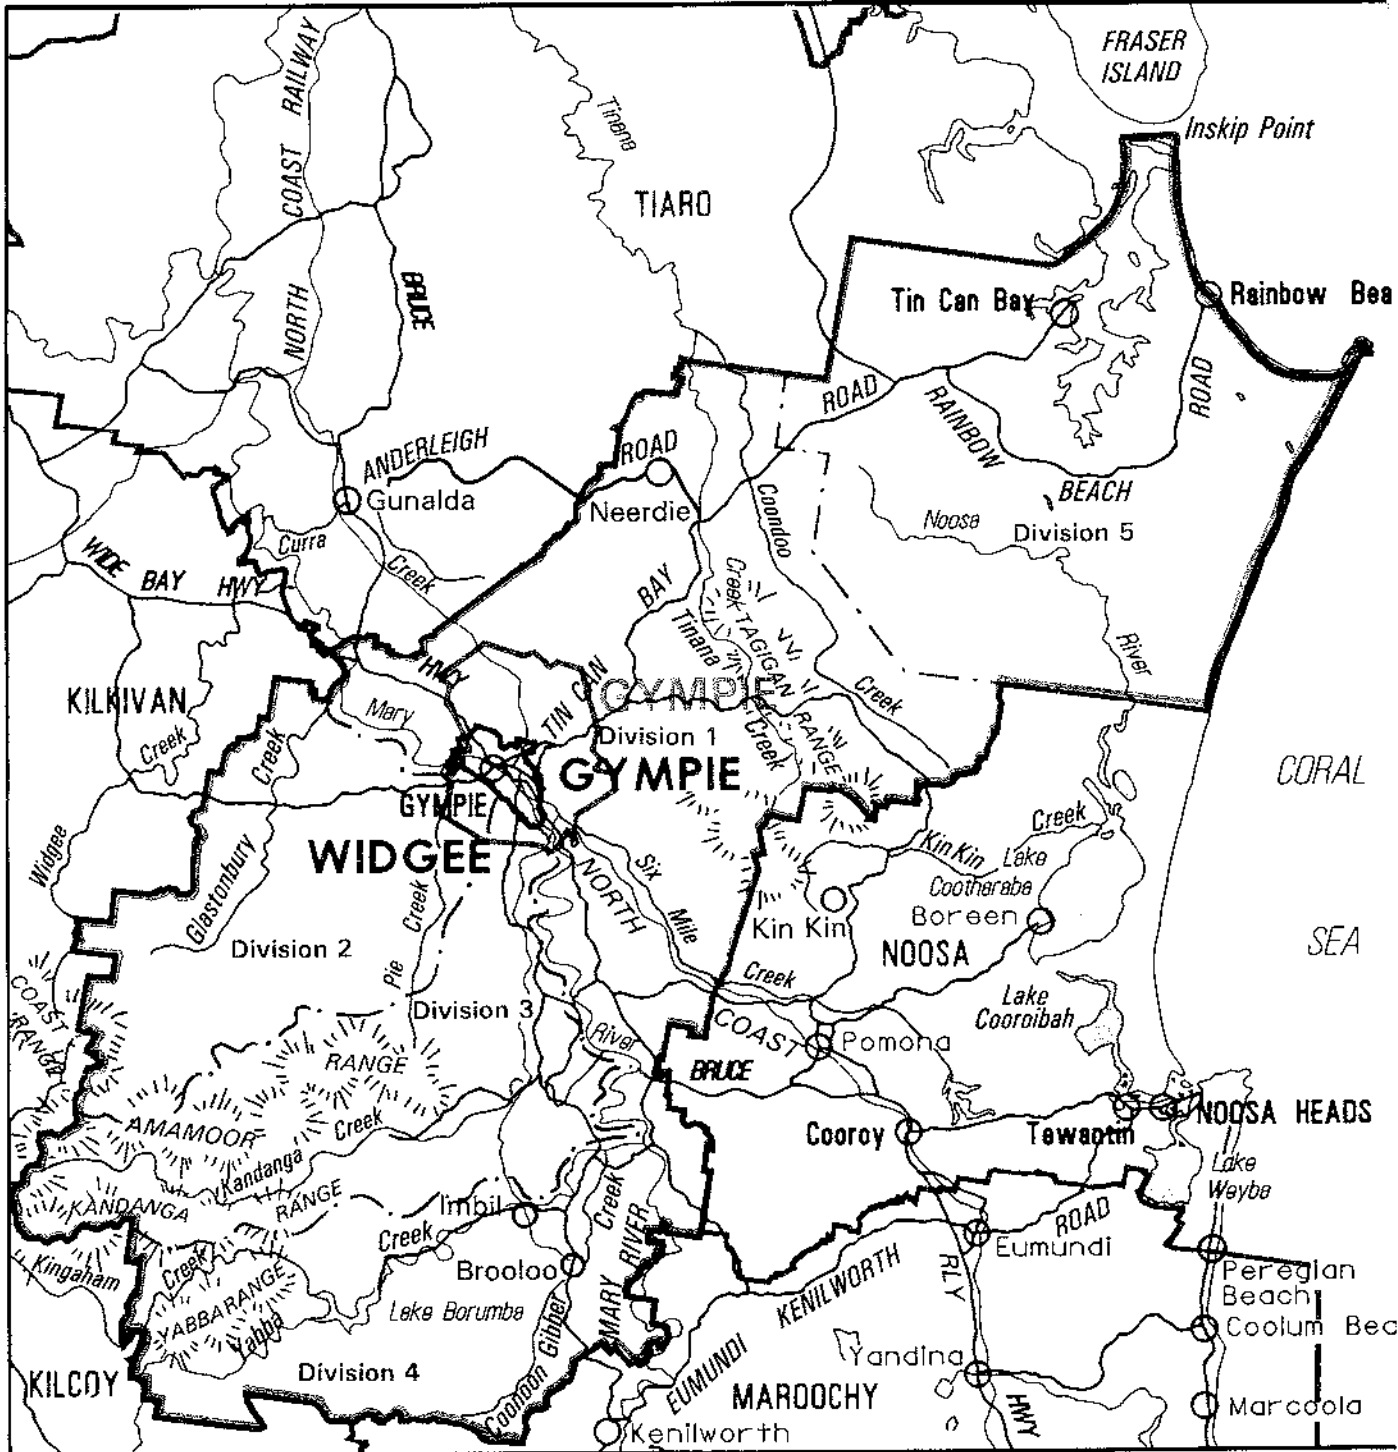 FRASER
ISLAND
Inskip Point
NORTH
COAST
RAILWAY
Tinana
TIARO
BRUCE
Tin Can Bay
Rainbow Bea
ROAD
RAINBOW
BEACH
ROAD
ANDERLEIGH
ROAD
Gunalda
Neerdie
Noosa
River
Division 5
Coondoo
Creek
Curra
Creek
WIDE
BAY
HWY
BAY
Creek
TAGIGAN
RANGE
Tinana
Creek
KILKIVAN
HWY
TIN CAN
GYMPIE
Mary
Creek
Creek
Division 1
GYMPIE
GYMPIE
WIDGEE
CORAL
SEA
Widgee
Glastonbury
Creek
Pie
Six
Mile
Creek
NORTH
COAST
Kin Kin
Creek
Lake
Cootharaba
Kin Kin
Boreen
NOOSA
Division 2
Division 3
Lake
Cooroibah
COAST
RANGE
River
RANGE
Pomona
BRUCE
AMAMOOR
Creek
Kandanga
Cooroy
Tewantin
NOOSA HEADS
Lake
Weyba
KANDANGA
RANGE
Imbil
Creek
Creek
MARY RIVER
ROAD
Eumundi
Kingaham
Creek
Brooloo
RLY
KENILWORTH
EUMUNDI
Peregian
Beach
YABBA RANGE
Yabba
Lake Borumba
Coonoon Gibber
Coolum Bea
Yandina
KILCOY
Division 4
MAROOCHY
HWY
Marcoola
Kenilworth